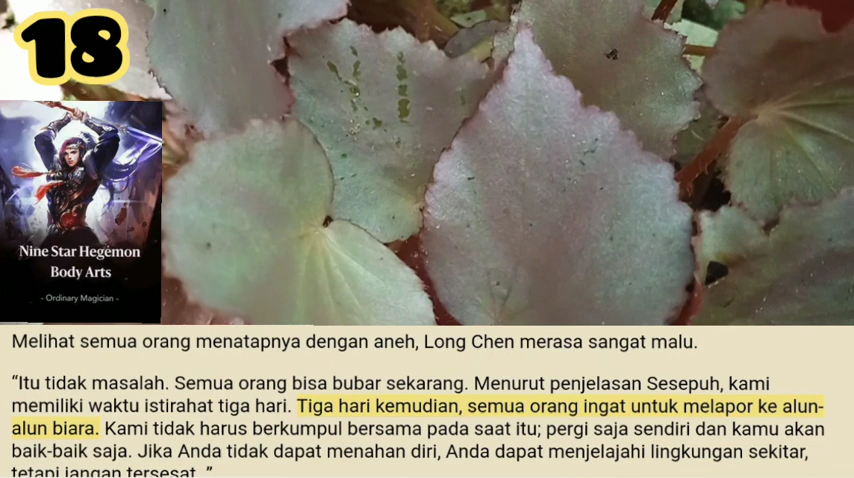 18
Nine Star Hegemon
Body Arts
- Ordinary Magician -
Melihat semua orang menatapnya dengan aneh, Long Chen merasa sangat malu.
“Itu tidak masalah. Semua orang bisa bubar sekarang. Menurut penjelasan Sesepuh, kami
memiliki waktu istirahat tiga hari. Tiga hari kemudian, semua orang ingat untuk melapor ke alun-
alun biara. Kami tidak harus berkumpul bersama pada saat itu; pergi saja sendiri dan kamu akan
baik-baik saja. Jika Anda tidak dapat menahan diri, Anda dapat menjelajahi lingkungan sekitar,
tetapi jangan tersesat. ”